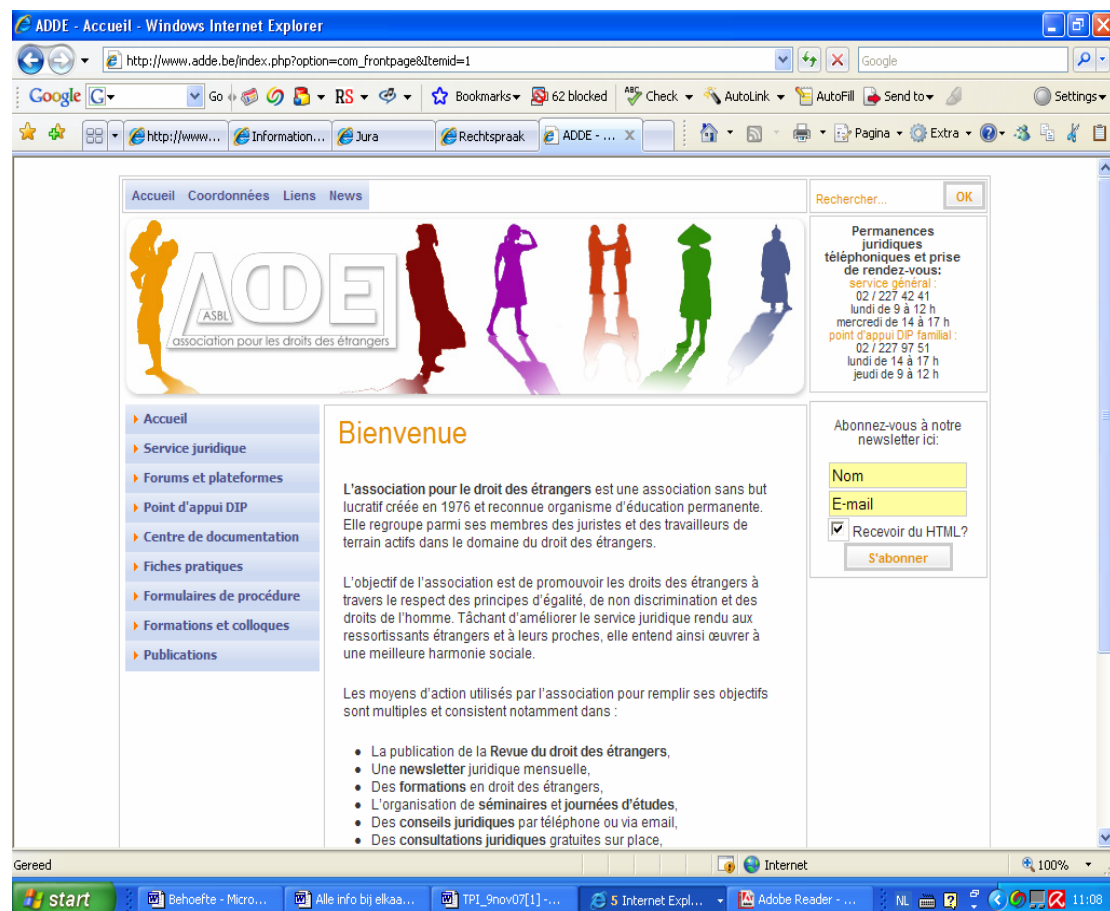 ADDE - Accueil - Windows Internet Explorer
http://www.adde.be/index.php?option=com_frontpage&Itemid=1
Google
Google G Go RS Bookmarks 62 blocked ABC Check AutoLink AutoFill Send to Settings
http://www... Information... Jura Rechtspraak ADDE - ... X Pagina Extra
Accueil Coordonnées Liens News
Rechercher... OK
ADDE
ASBL
association pour les droits des étrangers
Permanences
juridiques
téléphoniques et prise
de rendez-vous:
service général :
02 / 227 42 41
lundi de 9 à 12 h
mercredi de 14 à 17 h
point d'appui DIP familial :
02 / 227 97 51
lundi de 14 à 17 h
jeudi de 9 à 12 h
Accueil
Service juridique
Forums et plateformes
Point d'appui DIP
Centre de documentation
Fiches pratiques
Formulaires de procédure
Formations et colloques
Publications
Bienvenue
L'association pour le droit des étrangers est une association sans but
lucratif créée en 1976 et reconnue organisme d'éducation permanente.
Elle regroupe parmi ses membres des juristes et des travailleurs de
terrain actifs dans le domaine du droit des étrangers.
L'objectif de l'association est de promouvoir les droits des étrangers à
travers le respect des principes d'égalité, de non discrimination et des
droits de l'homme. Tâchant d'améliorer le service juridique rendu aux
ressortissants étrangers et à leurs proches, elle entend ainsi œuvrer à
une meilleure harmonie sociale.
Les moyens d'action utilisés par l'association pour remplir ses objectifs
sont multiples et consistent notamment dans :
• La publication de la Revue du droit des étrangers,
• Une newsletter juridique mensuelle,
• Des formations en droit des étrangers,
• L'organisation de séminaires et journées d'études,
• Des conseils juridiques par téléphone ou via email,
• Des consultations juridiques gratuites sur place,
Abonnez-vous à notre
newsletter ici:
Nom
E-mail
Recevoir du HTML?
S'abonner
Gereed Internet 100%
start Behoefte - Micro... Alle info bij elkaa... TPI_9nov07[1] -... 5 Internet Expl... Adobe Reader - ... NL 11:08